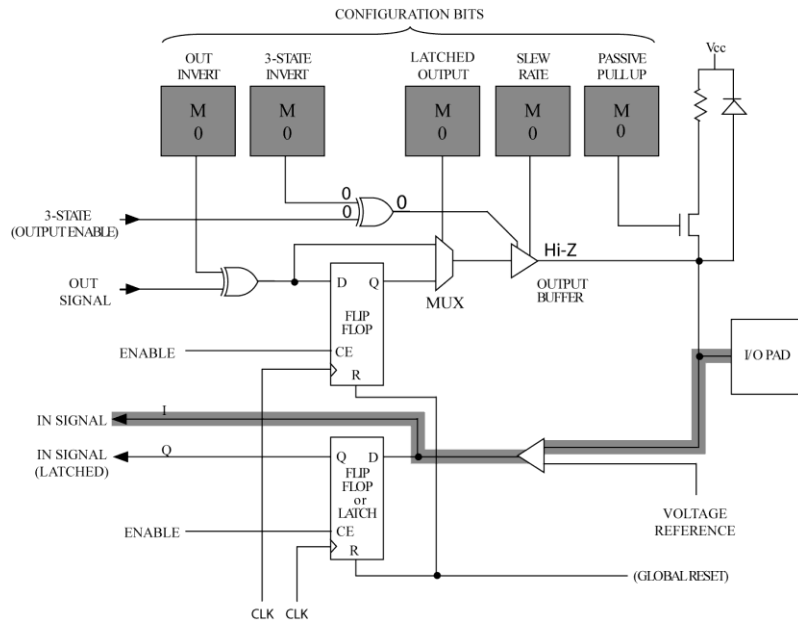 CONFIGURATION BITS
OUT
INVERT
3-STATE
INVERT
LATCHED
OUTPUT
SLEW
RATE
PASSIVE
PULL UP
Vcc
M
0
M
0
M
0
M
0
M
0
0
0
0
3-STATE
(OUTPUT ENABLE)
Hi-Z
OUT
SIGNAL
D
Q
MUX
OUTPUT
BUFFER
FLIP
FLOP
ENABLE
CE
R
I/O PAD
IN SIGNAL
I
IN SIGNAL
(LATCHED)
Q
Q
D
FLIP
FLOP
or
LATCH
VOLTAGE
REFERENCE
ENABLE
CE
R
(GLOBAL RESET)
CLK
CLK